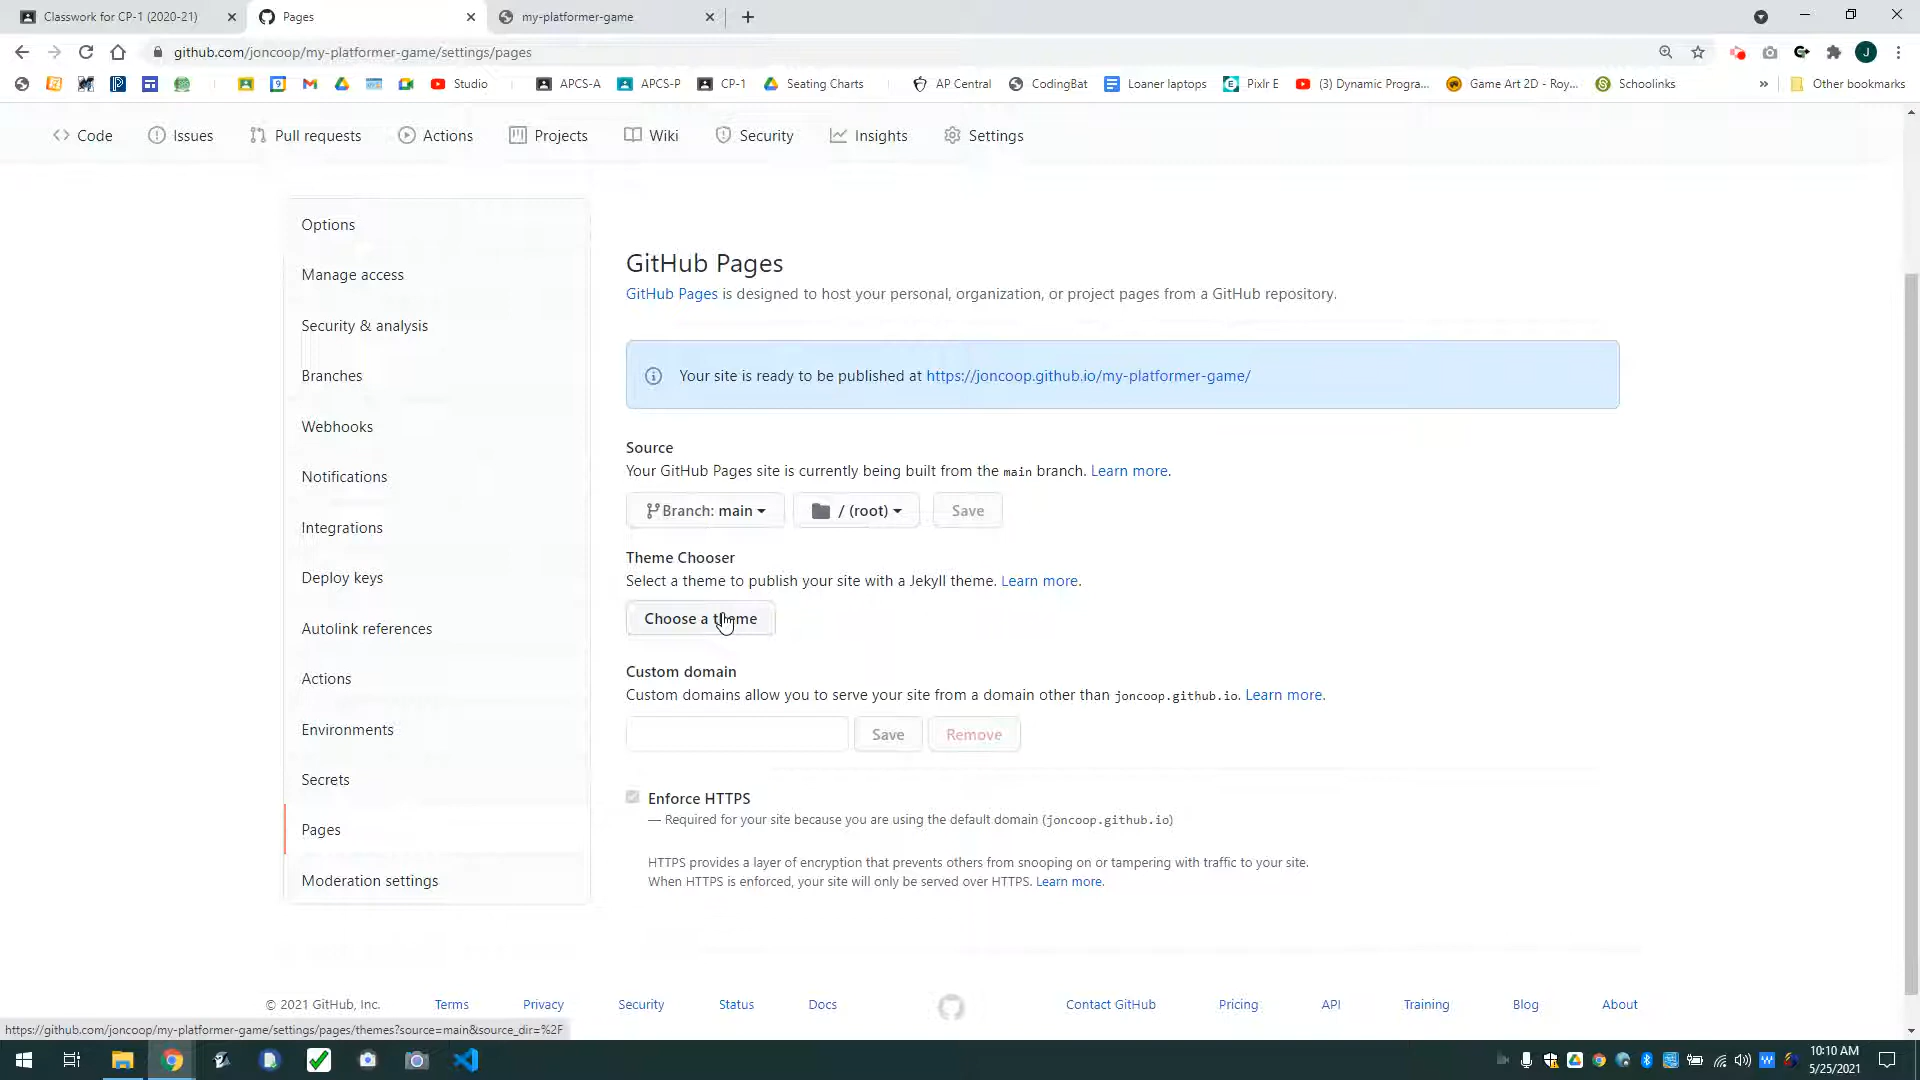 Classwork for CP-1 (2020-21)
Pages
my-platformer-game
github.com/joncoop/my-platformer-game/settings/pages
J
Studio
APCS-A
APCS-P
CP-1
Seating Charts
AP Central
CodingBat
Loaner laptops
Pixlr E
(3) Dynamic Progra...
Game Art 2D - Roy...
Schoolinks
»
Other bookmarks
Code
Issues
Pull requests
Actions
Projects
Wiki
Security
Insights
Settings
Options
Manage access
Security & analysis
Branches
Webhooks
Notifications
Integrations
Deploy keys
Autolink references
Actions
Environments
Secrets
Pages
Moderation settings
GitHub Pages
GitHub Pages is designed to host your personal, organization, or project pages from a GitHub repository.
Your site is ready to be published at https://joncoop.github.io/my-platformer-game/
Source
Your GitHub Pages site is currently being built from the main branch. Learn more.
Branch: main
/ (root)
Save
Theme Chooser
Select a theme to publish your site with a Jekyll theme. Learn more.
Choose a theme
Custom domain
Custom domains allow you to serve your site from a domain other than joncoop.github.io. Learn more.
Save
Remove
Enforce HTTPS
— Required for your site because you are using the default domain (joncoop.github.io)
HTTPS provides a layer of encryption that prevents others from snooping on or tampering with traffic to your site.
When HTTPS is enforced, your site will only be served over HTTPS. Learn more.
© 2021 GitHub, Inc.
Terms
Privacy
Security
Status
Docs
Contact GitHub
Pricing
API
Training
Blog
About
https://github.com/joncoop/my-platformer-game/settings/pages/themes?source=main&source_dir=%2F
10:10 AM
5/25/2021